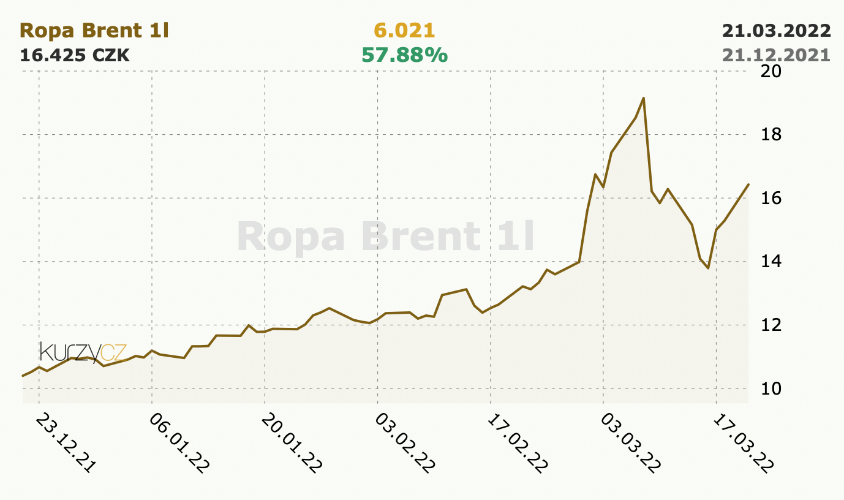 Ropa Brent 1l 6.021 21.03.2022
16.425 CZK 57.88% 21.12.2021
20
18
16
Ropa Brent 1l
14
12
kurzycz
10
23.12.21 06.01.22 20.01.22 03.02.22 17.02.22 03.03.22 17.03.22